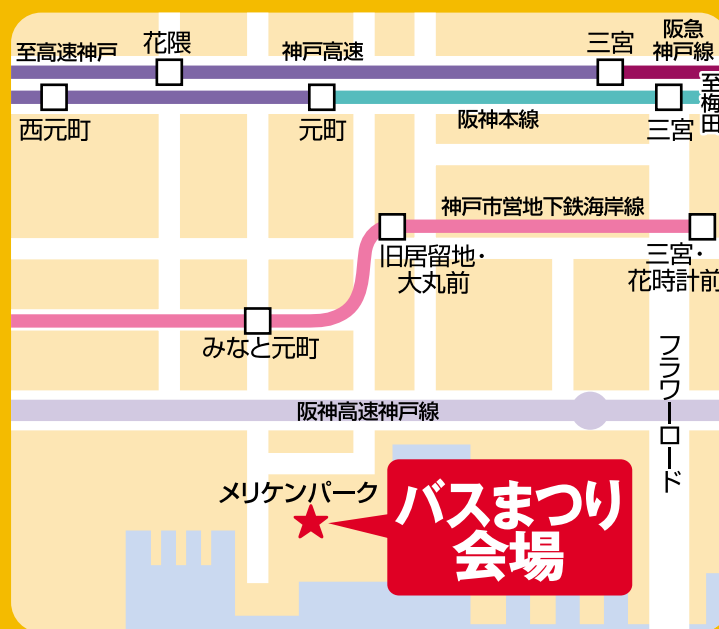 至高速神戸
花隈
神戸高速
三宮
阪急
神戸線
西元町
元町
阪神本線
三宮
至梅田
神戸市営地下鉄海岸線
旧居留地・
大丸前
三宮・
花時計前
みなと元町
フラワーロード
阪神高速神戸線
メリケンパーク
バスまつり
会場